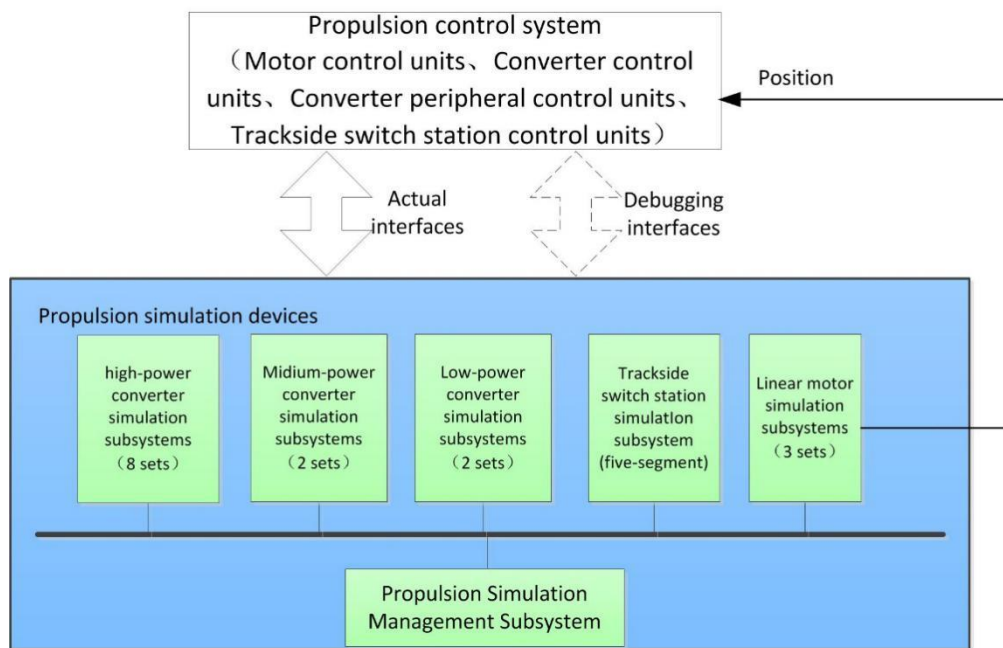 Propulsion control system
（Motor control units、Converter control
units、Converter peripheral control units、
Trackside switch station control units）
Position
Actual
interfaces
Debugging
interfaces
Propulsion simulation devices
high-power
converter
simulation
subsystems
（8 sets）
Midium-power
converter
simulation
subsystems
（2 sets）
Low-power
converter
simulation
subsystems
（2 sets）
Trackside
switch station
simulation
subsystem
(five-segment)
Linear motor
simulation
subsystems
（3 sets）
Propulsion Simulation
Management Subsystem